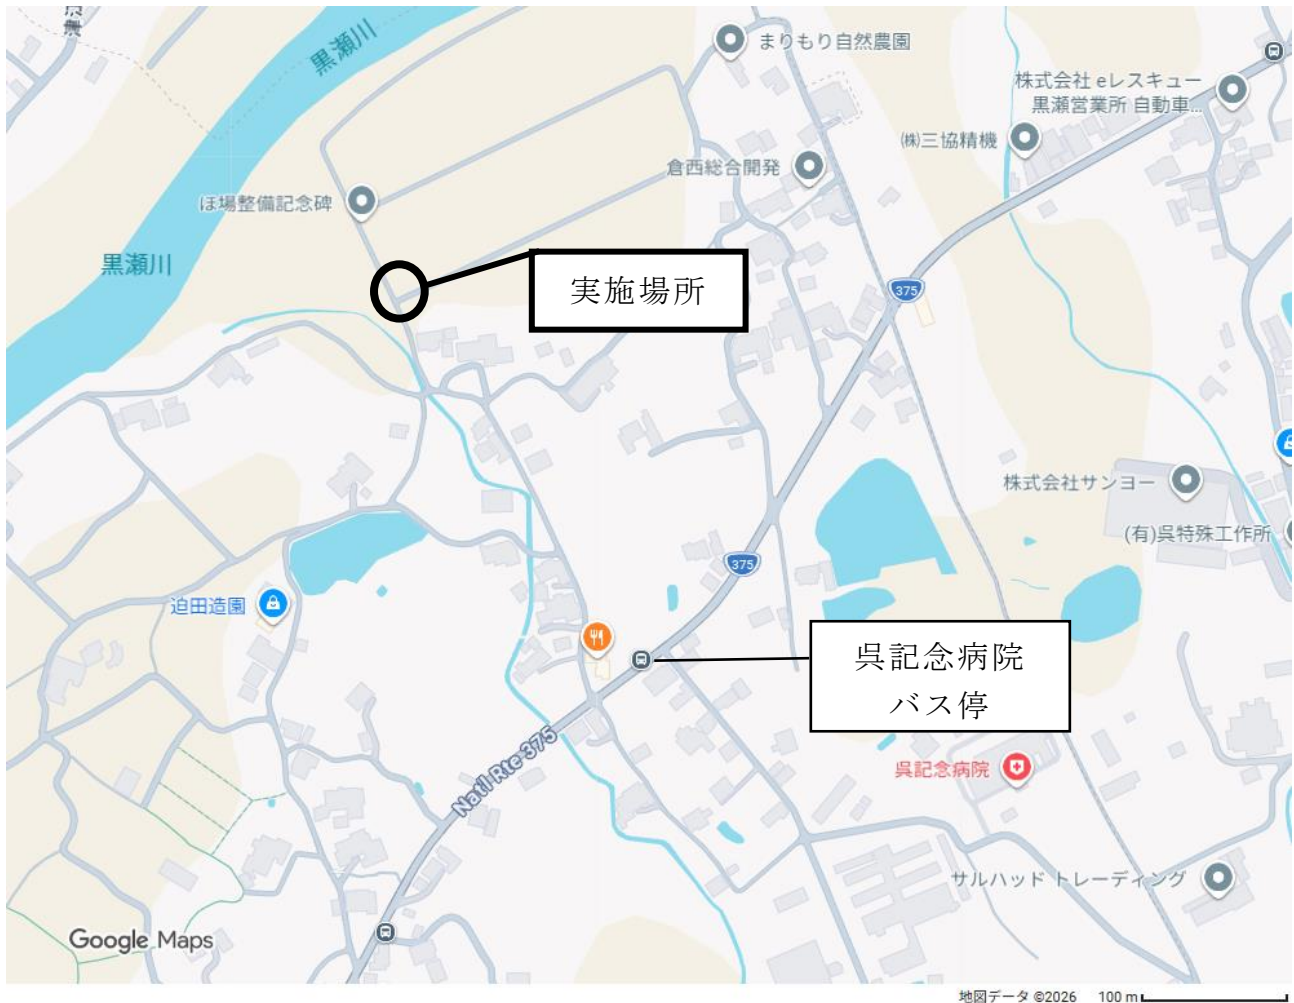 黒瀬川
まりもり自然農園
株式会社 eレスキュー
黒瀬営業所 自動車...
㈱三協精機
倉西総合開発
ほ場整備記念碑
黒瀬川
実施場所
375
株式会社サンヨー
(有)呉特殊工作所
375
迫田造園
呉記念病院
バス停
Nat'l Rte 375
呉記念病院
サルハッド トレーディング
Google Maps
地図データ ©2026 100 m